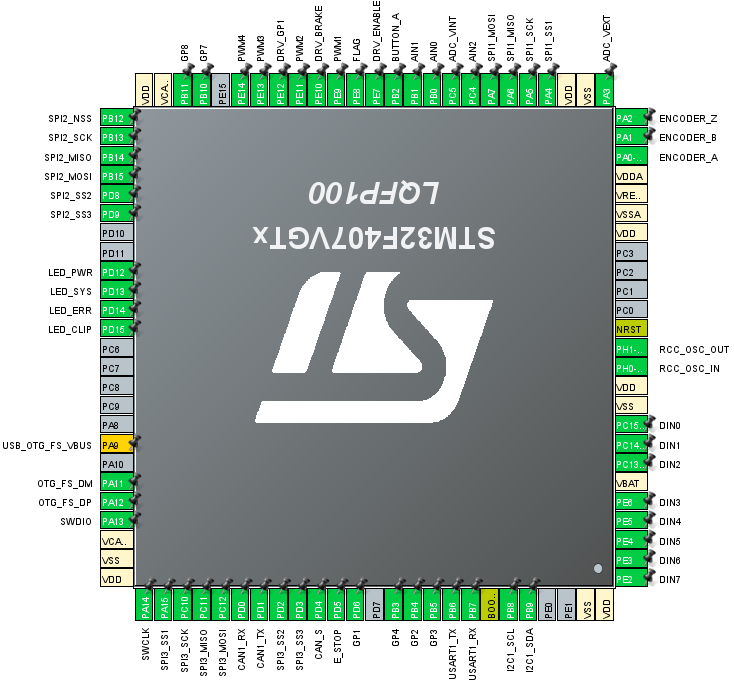 GP8
GP7
PWM4
PWM3
DRV_GP1
PWM2
DRV_BRAKE
PWM1
FLAG
DRV_ENABLE
BUTTON_A
AIN1
AIN0
ADC_VINT
AIN2
SPI1_MOSI
SPI1_MISO
SPI1_SCK
SPI1_SS1
ADC_VEXT
VDD
VCA..
PB11
PB10
PE15
PE14
PE13
PE12
PE11
PE10
PE9
PE8
PE7
PB2
PB1
PB0
PC5
PC4
PA7
PA6
PA5
PA4
VDD
VSS
PA3
SPI2_NSS PB12
SPI2_SCK PB13
SPI2_MISO PB14
SPI2_MOSI PB15
SPI2_SS2 PD8
SPI2_SS3 PD9
PD10
PD11
LED_PWR PD12
LED_SYS PD13
LED_ERR PD14
LED_CLIP PD15
PC6
PC7
PC8
PC9
PA8
USB_OTG_FS_VBUS PA9
PA10
OTG_FS_DM PA11
OTG_FS_DP PA12
SWDIO PA13
VCA..
VSS
VDD
LQFP100
STM32F407VGTx
PA2 ENCODER_Z
PA1 ENCODER_B
PA0-.. ENCODER_A
VDDA
VRE..
VSSA
VDD
PC3
PC2
PC1
PC0
NRST
PH1-.. RCC_OSC_OUT
PH0-.. RCC_OSC_IN
VDD
VSS
PC15.. DIN0
PC14.. DIN1
PC13.. DIN2
VBAT
PE6 DIN3
PE5 DIN4
PE4 DIN5
PE3 DIN6
PE2 DIN7
PA14
PA15
PC10
PC11
PC12
PD0
PD1
PD2
PD3
PD4
PD5
PD6
PD7
PB3
PB4
PB5
PB6
PB7
BOO..
PB8
PB9
PE0
PE1
VSS
VDD
SWCLK
SPI3_SS1
SPI3_SCK
SPI3_MISO
SPI3_MOSI
CAN1_RX
CAN1_TX
SPI3_SS2
SPI3_SS3
CAN_S
E_STOP
GP1
GP4
GP2
GP3
USART1_TX
USART1_RX
I2C1_SCL
I2C1_SDA